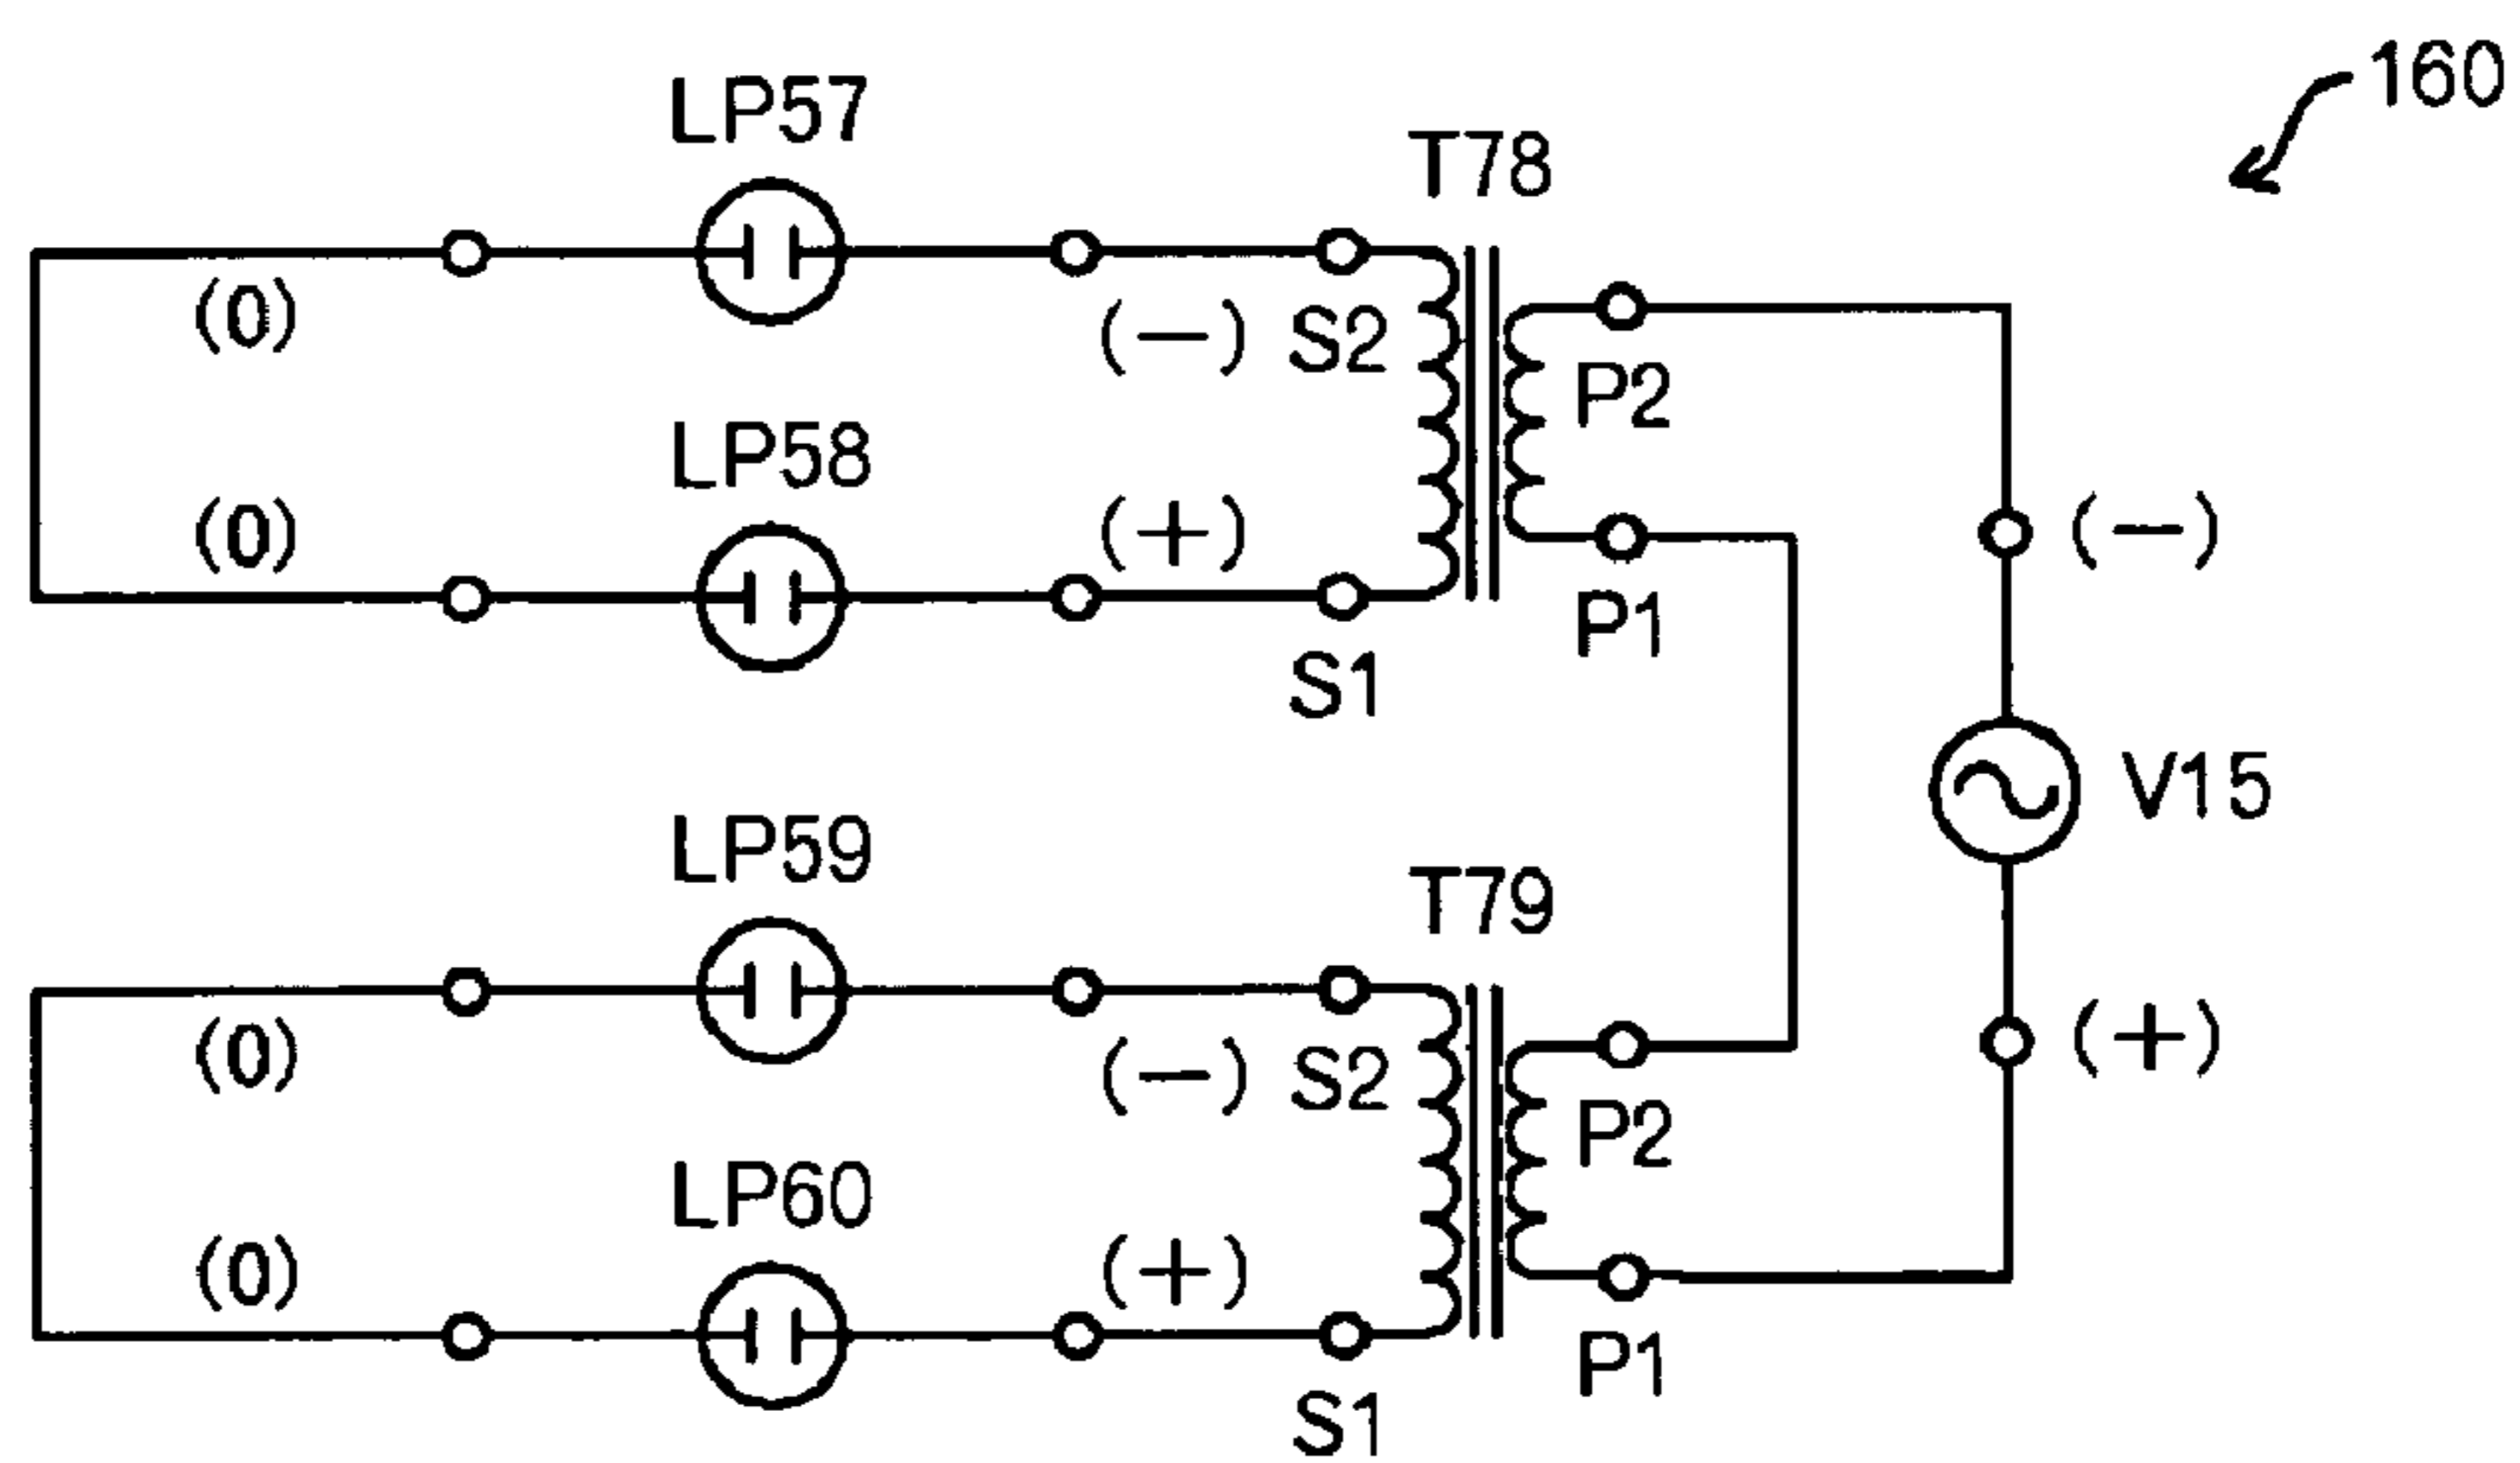 160
LP57
T78
(0)
(−)
S2
P2
LP58
(0)
(+)
(−)
P1
S1
V15
LP59
T79
(0)
(−)
S2
(+)
P2
LP60
(0)
(+)
P1
S1